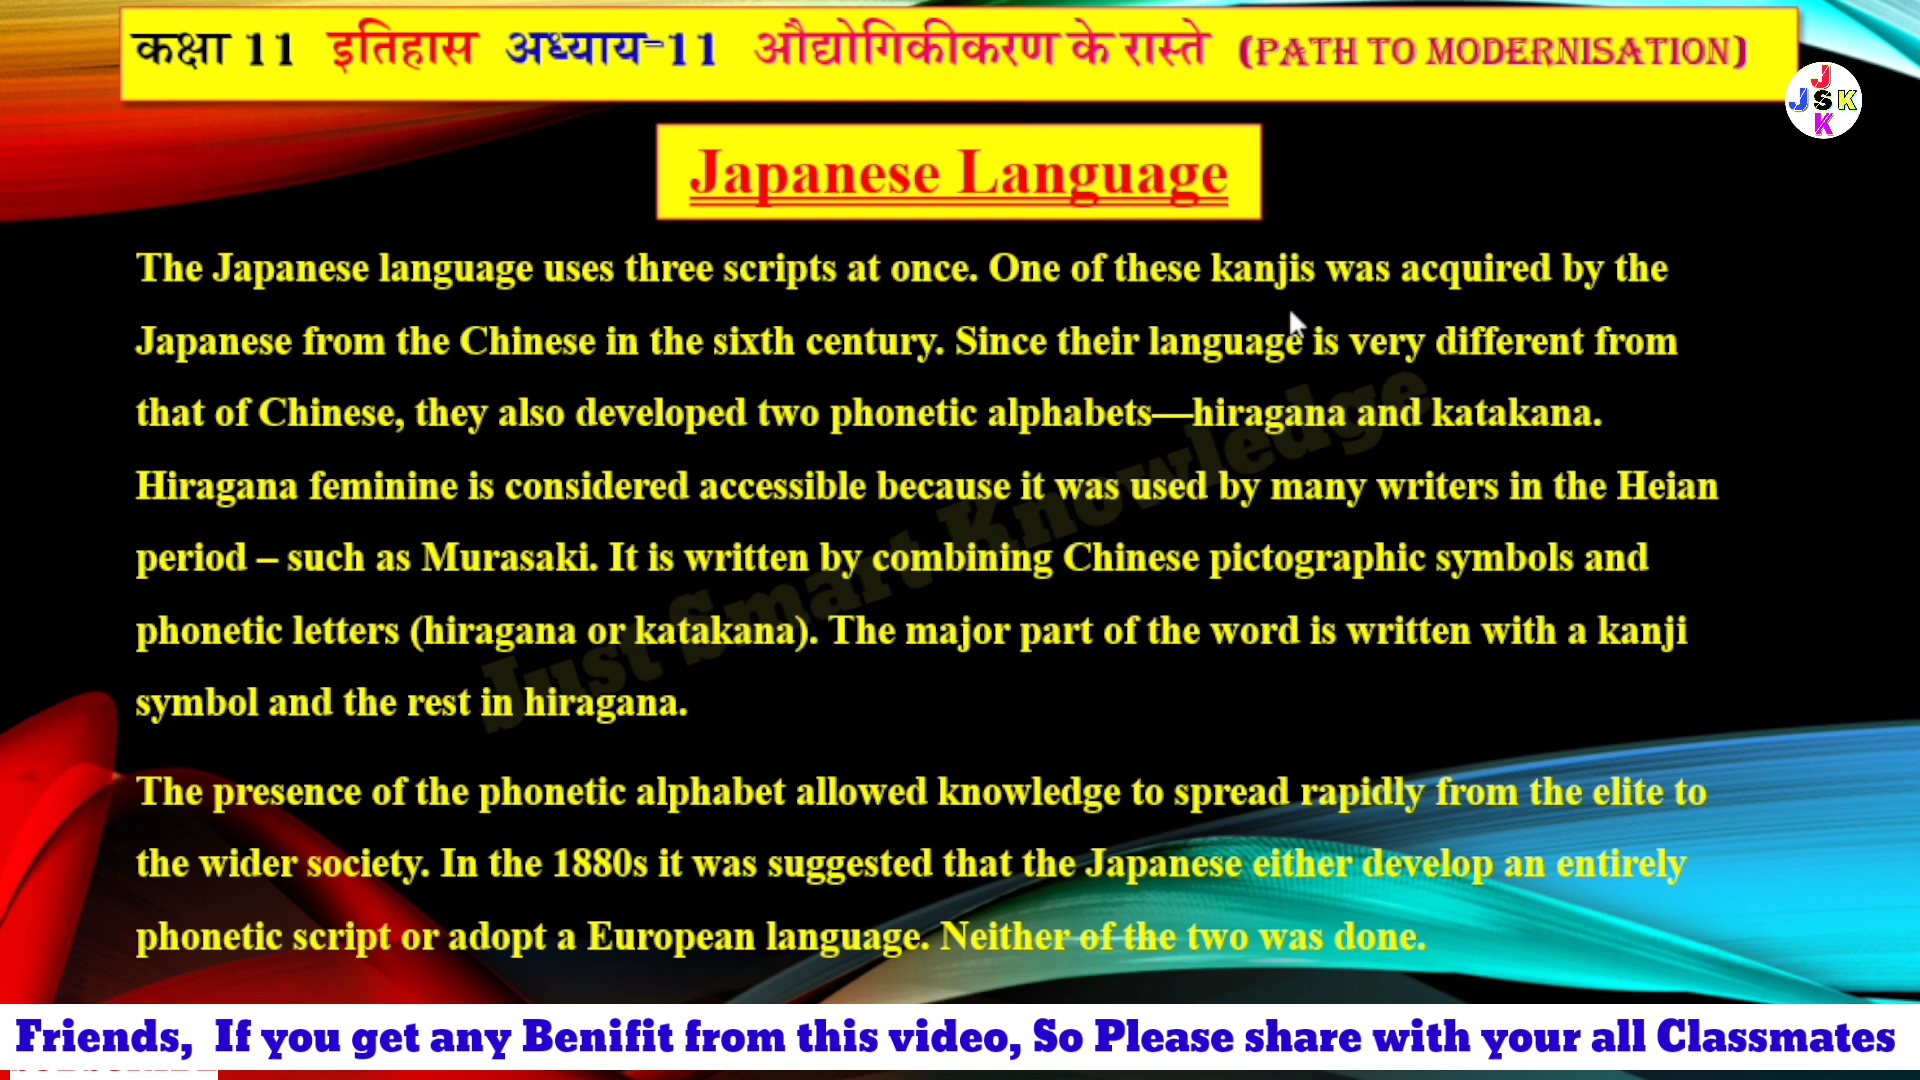 कक्षा 11 इतिहास अध्याय-11 औद्योगिकीकरण के रास्ते (PATH TO MODERNISATION)
J
J S K
K
Japanese Language
The Japanese language uses three scripts at once. One of these kanjis was acquired by the
Japanese from the Chinese in the sixth century. Since their language is very different from
that of Chinese, they also developed two phonetic alphabets—hiragana and katakana.
Hiragana feminine is considered accessible because it was used by many writers in the Heian
period – such as Murasaki. It is written by combining Chinese pictographic symbols and
phonetic letters (hiragana or katakana). The major part of the word is written with a kanji
symbol and the rest in hiragana.
Just Smart Knowledge
The presence of the phonetic alphabet allowed knowledge to spread rapidly from the elite to
the wider society. In the 1880s it was suggested that the Japanese either develop an entirely
phonetic script or adopt a European language. Neither of the two was done.
Friends, If you get any Benifit from this video, So Please share with your all Classmates